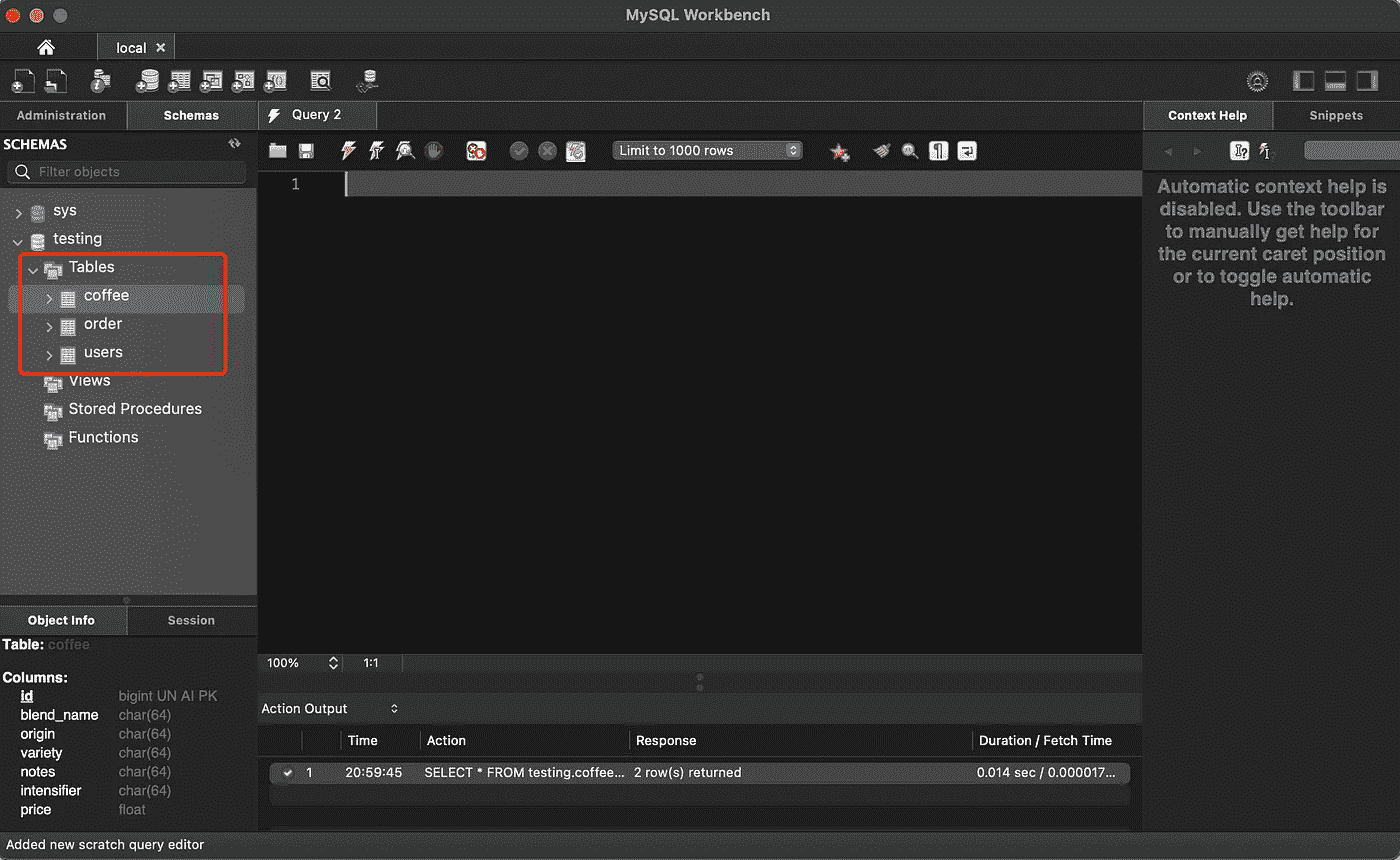 MySQL Workbench
local
Administration
Schemas
Query 2
Context Help
Snippets
SCHEMAS
Filter objects
Limit to 1000 rows
1
sys
testing
Tables
coffee
order
users
Views
Stored Procedures
Functions
Automatic context help is
disabled. Use the toolbar
to manually get help for
the current caret position
or to toggle automatic
help.
Object Info
Session
Table: coffee
Columns:
id bigint UN AI PK
blend_name char(64)
origin char(64)
variety char(64)
notes char(64)
intensifier char(64)
price float
100% 1:1
Action Output
Time Action Response Duration / Fetch Time
1 20:59:45 SELECT * FROM testing.coffee... 2 row(s) returned 0.014 sec / 0.000017...
Added new scratch query editor